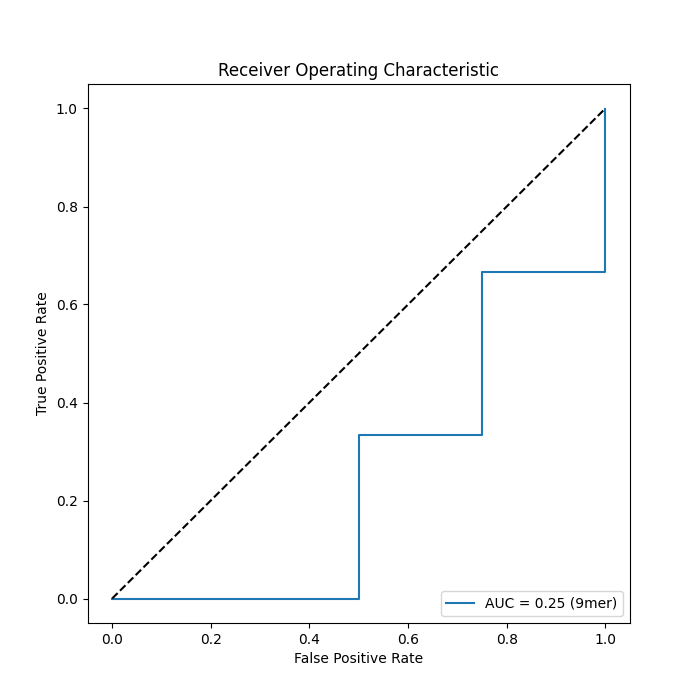 Receiver Operating Characteristic
1.0
0.8
0.6
0.4
0.2
0.0
True Positive Rate
AUC = 0.25 (9mer)
0.0 0.2 0.4 0.6 0.8 1.0
False Positive Rate